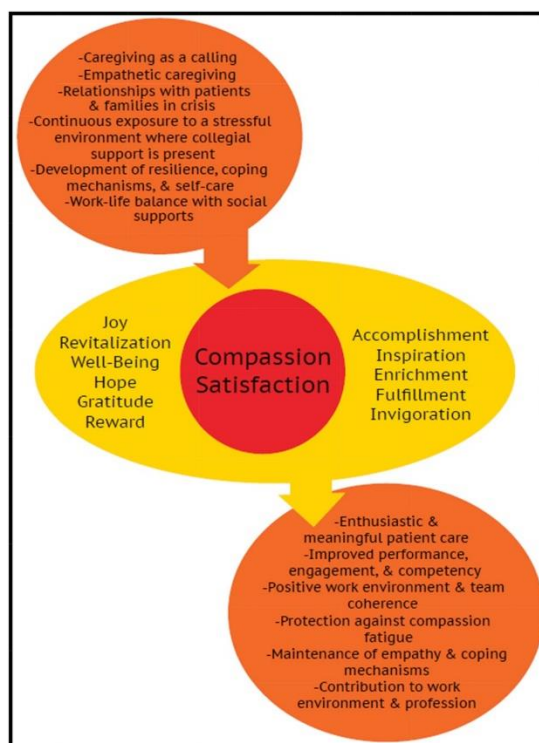 -Caregiving as a calling
-Empathetic caregiving
-Relationships with patients
& families in crisis
-Continuous exposure to a stressful
environment where collegial
support is present
-Development of resilience, coping
mechanisms, & self-care
-Work-life balance with social
supports
Joy
Revitalization
Well-Being
Hope
Gratitude
Reward
Compassion
Satisfaction
Accomplishment
Inspiration
Enrichment
Fulfillment
Invigoration
-Enthusiastic &
meaningful patient care
-Improved performance,
engagement, & competency
-Positive work environment & team
coherence
-Protection against compassion
fatigue
-Maintenance of empathy & coping
mechanisms
-Contribution to work
environment & profession